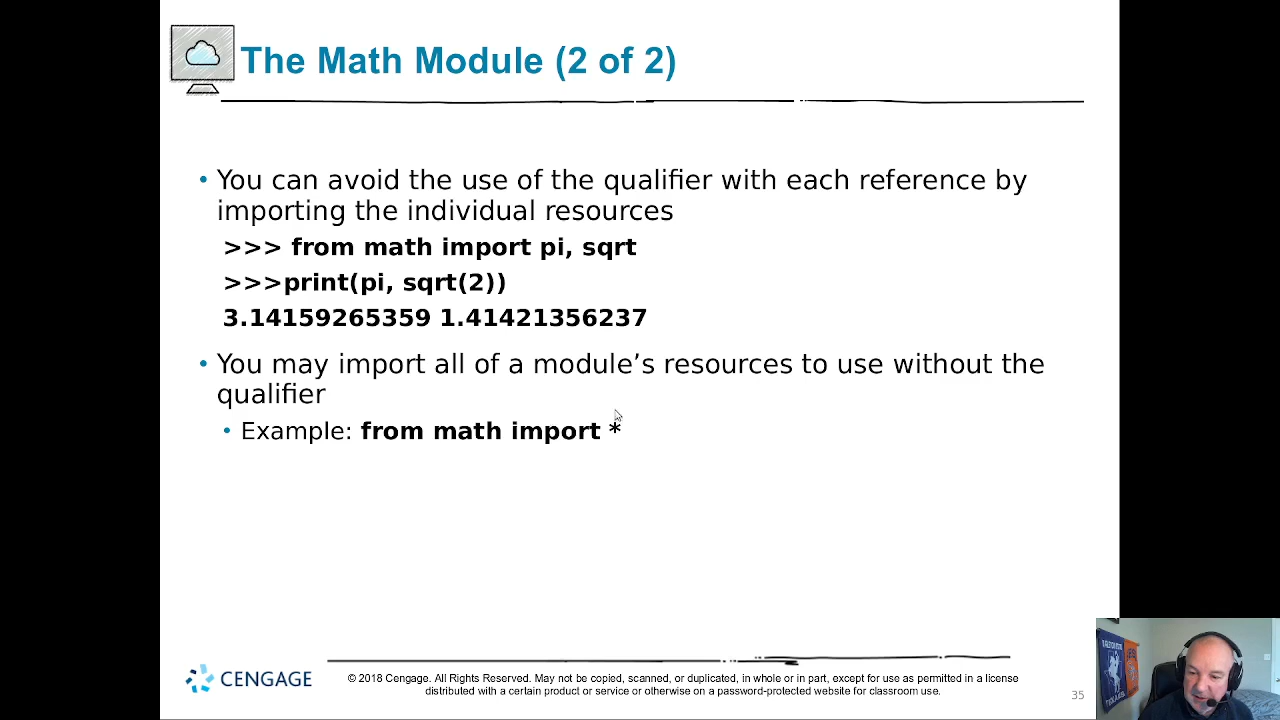 The Math Module (2 of 2)
• You can avoid the use of the qualifier with each reference by
importing the individual resources
>>> from math import pi, sqrt
>>>print(pi, sqrt(2))
3.14159265359 1.41421356237
• You may import all of a module’s resources to use without the
qualifier
• Example: from math import *
CENGAGE
© 2018 Cengage. All Rights Reserved. May not be copied, scanned, or duplicated, in whole or in part, except for use as permitted in a license
distributed with a certain product or service or otherwise on a password-protected website for classroom use.
35